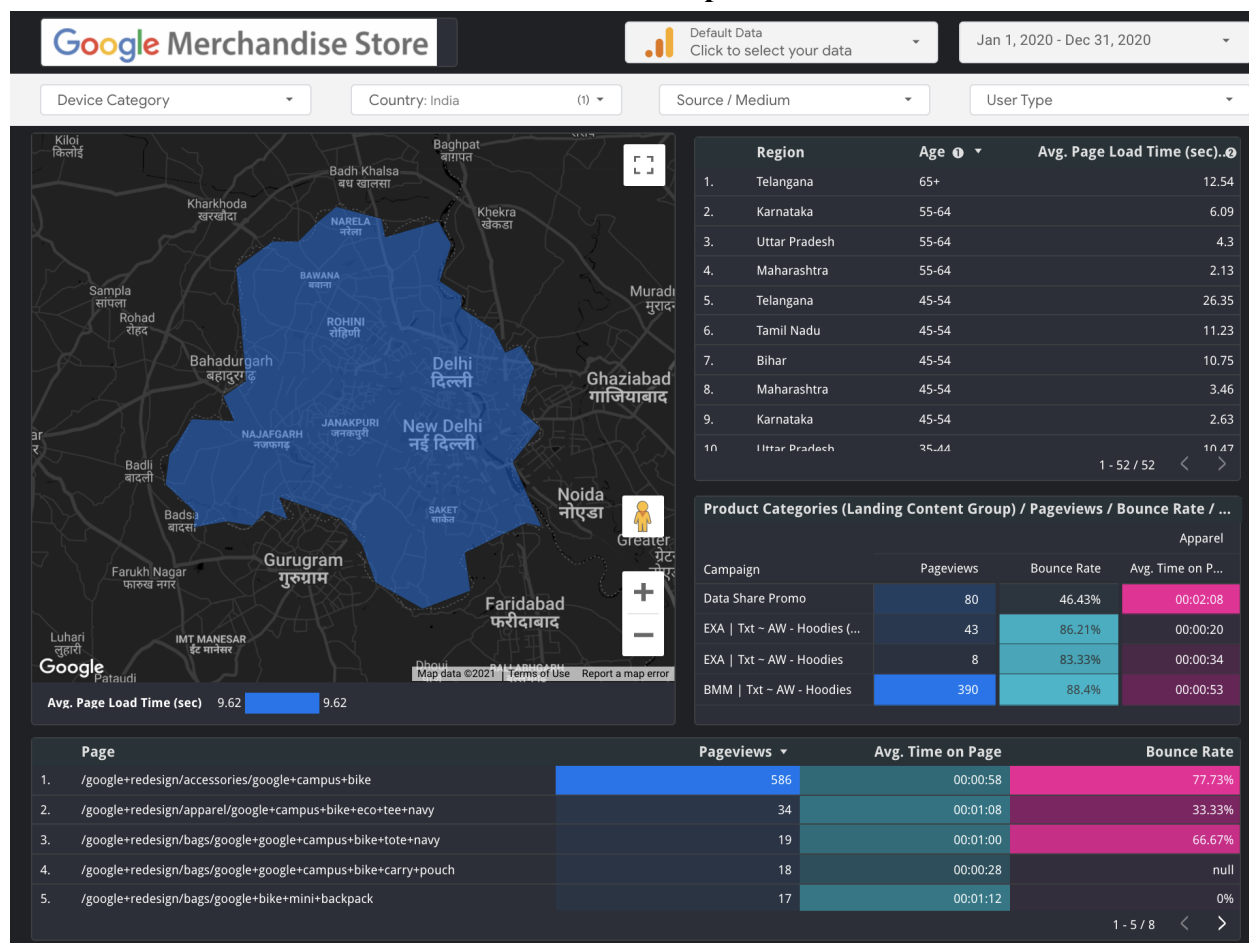 Google Merchandise Store
Default Data
Click to select your data
Jan 1, 2020 - Dec 31, 2020
Device Category
Country: India (1)
Source / Medium
User Type
Kiloi
किलोई
Baghpat
बागपत
Badh Khalsa
बध खालसा
Kharkhoda
खरखौदा
NARELA
नरेला
Khekra
खेकडा
BAWANA
बवाना
Sampla
सांपला
Rohad
रोहद
ROHINI
रोहिणी
Bahadurgarh
बहादुरगढ़
Delhi
दिल्ली
Ghaziabad
गाजियाबाद
JANAKPURI
जनकपुरी
NAJAFGARH
नजफगढ़
New Delhi
नई दिल्ली
Badli
बादली
Badsa
बादसा
SAKET
साकेत
Noida
नोएडा
Greater
Gurugram
गुरुग्राम
Farukh Nagar
फारुख नगर
Faridabad
फरीदाबाद
Luhari
लुहारी
IMT MANESAR
ईट मानेसर
Google
Pataudi
Map data ©2021 Terms of Use Report a map error
Avg. Page Load Time (sec) 9.62 9.62
Region Age 1 Avg. Page Load Time (sec)..2
1. Telangana 65+ 12.54
2. Karnataka 55-64 6.09
3. Uttar Pradesh 55-64 4.3
4. Maharashtra 55-64 2.13
5. Telangana 45-54 26.35
6. Tamil Nadu 45-54 11.23
7. Bihar 45-54 10.75
8. Maharashtra 45-54 3.46
9. Karnataka 45-54 2.63
10 Uttar Pradesh 35-44 10.47
1 - 52 / 52
Product Categories (Landing Content Group) / Pageviews / Bounce Rate / ...
Apparel
Campaign Pageviews Bounce Rate Avg. Time on P...
Data Share Promo 80 46.43% 00:02:08
EXA | Txt ~ AW - Hoodies (... 43 86.21% 00:00:20
EXA | Txt ~ AW - Hoodies 8 83.33% 00:00:34
BMM | Txt ~ AW - Hoodies 390 88.4% 00:00:53
Page Pageviews Avg. Time on Page Bounce Rate
1. /google+redesign/accessories/google+campus+bike 586 00:00:58 77.73%
2. /google+redesign/apparel/google+campus+bike+eco+tee+navy 34 00:01:08 33.33%
3. /google+redesign/bags/google+google+campus+bike+tote+navy 19 00:01:00 66.67%
4. /google+redesign/bags/google+google+campus+bike+carry+pouch 18 00:00:28 null
5. /google+redesign/bags/google+bike+mini+backpack 17 00:01:12 0%
1 - 5 / 8